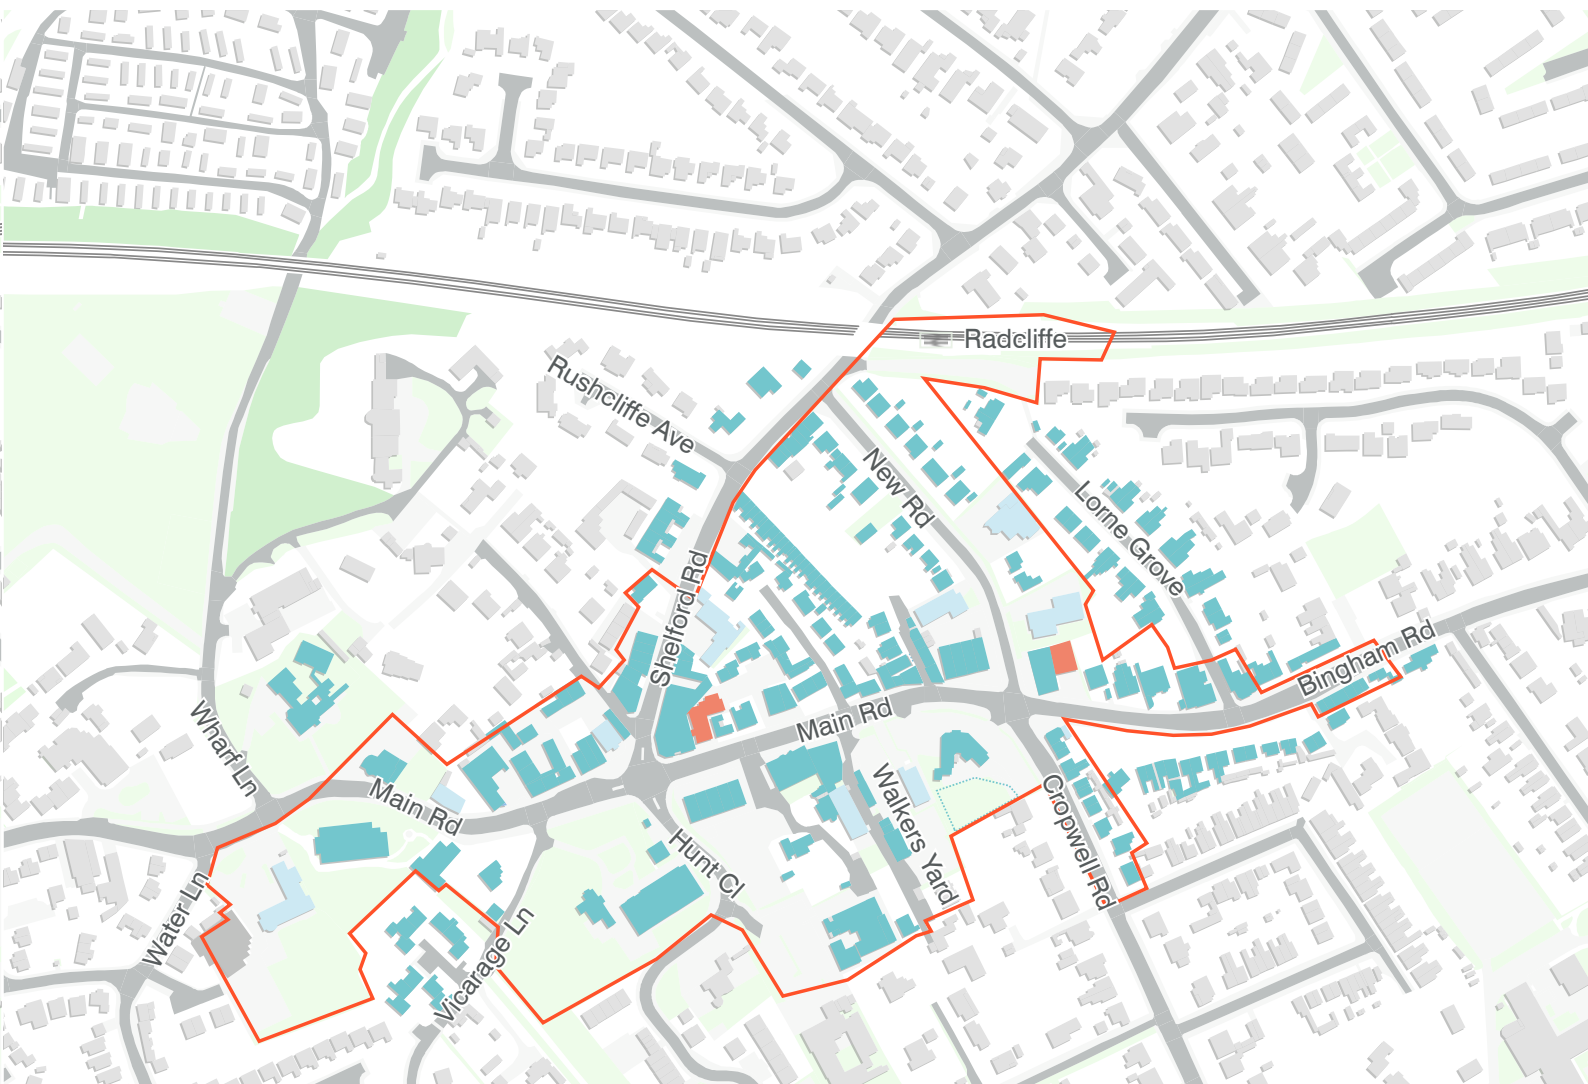 Radcliffe
Rushcliffe Ave
New Rd
Lorne Grove
Shelford Rd
Bingham Rd
Wharf Ln
Main Rd
Main Rd
Walkers Yard
Cropwell Rd
Hunt Cl
Water Ln
Vicarage Ln